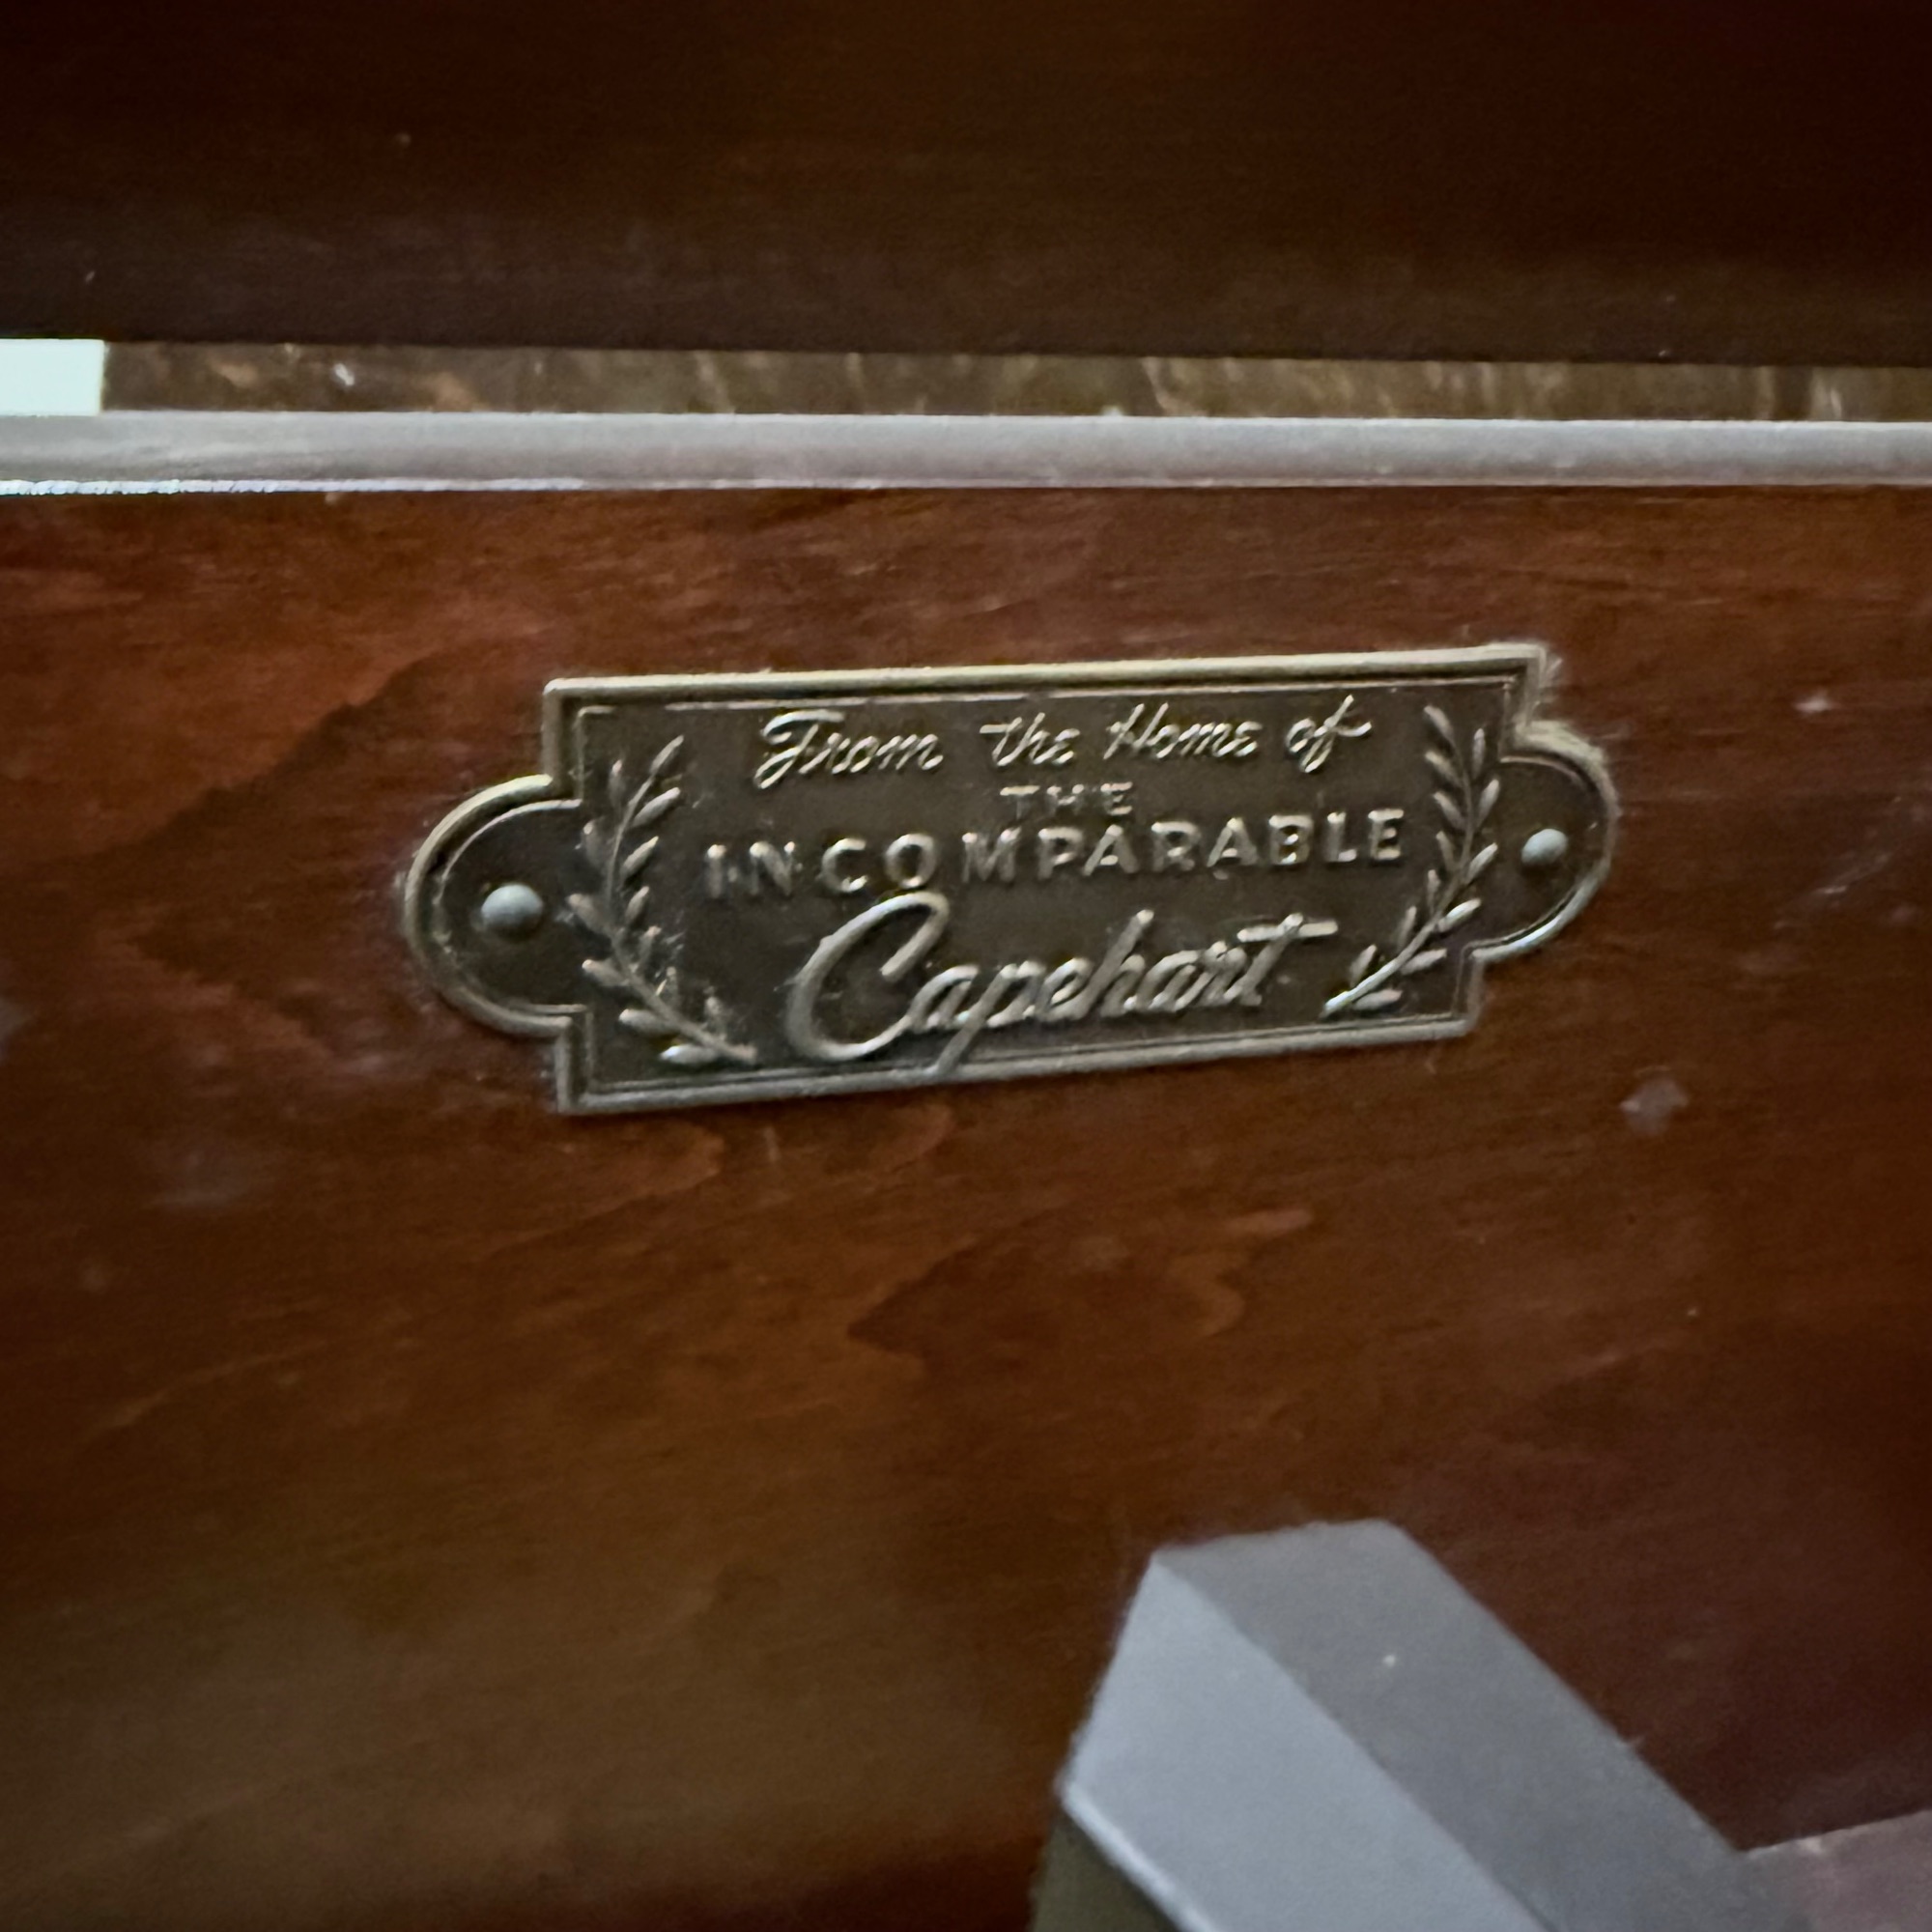 From the Home of
THE
INCOMPARABLE
Capehart